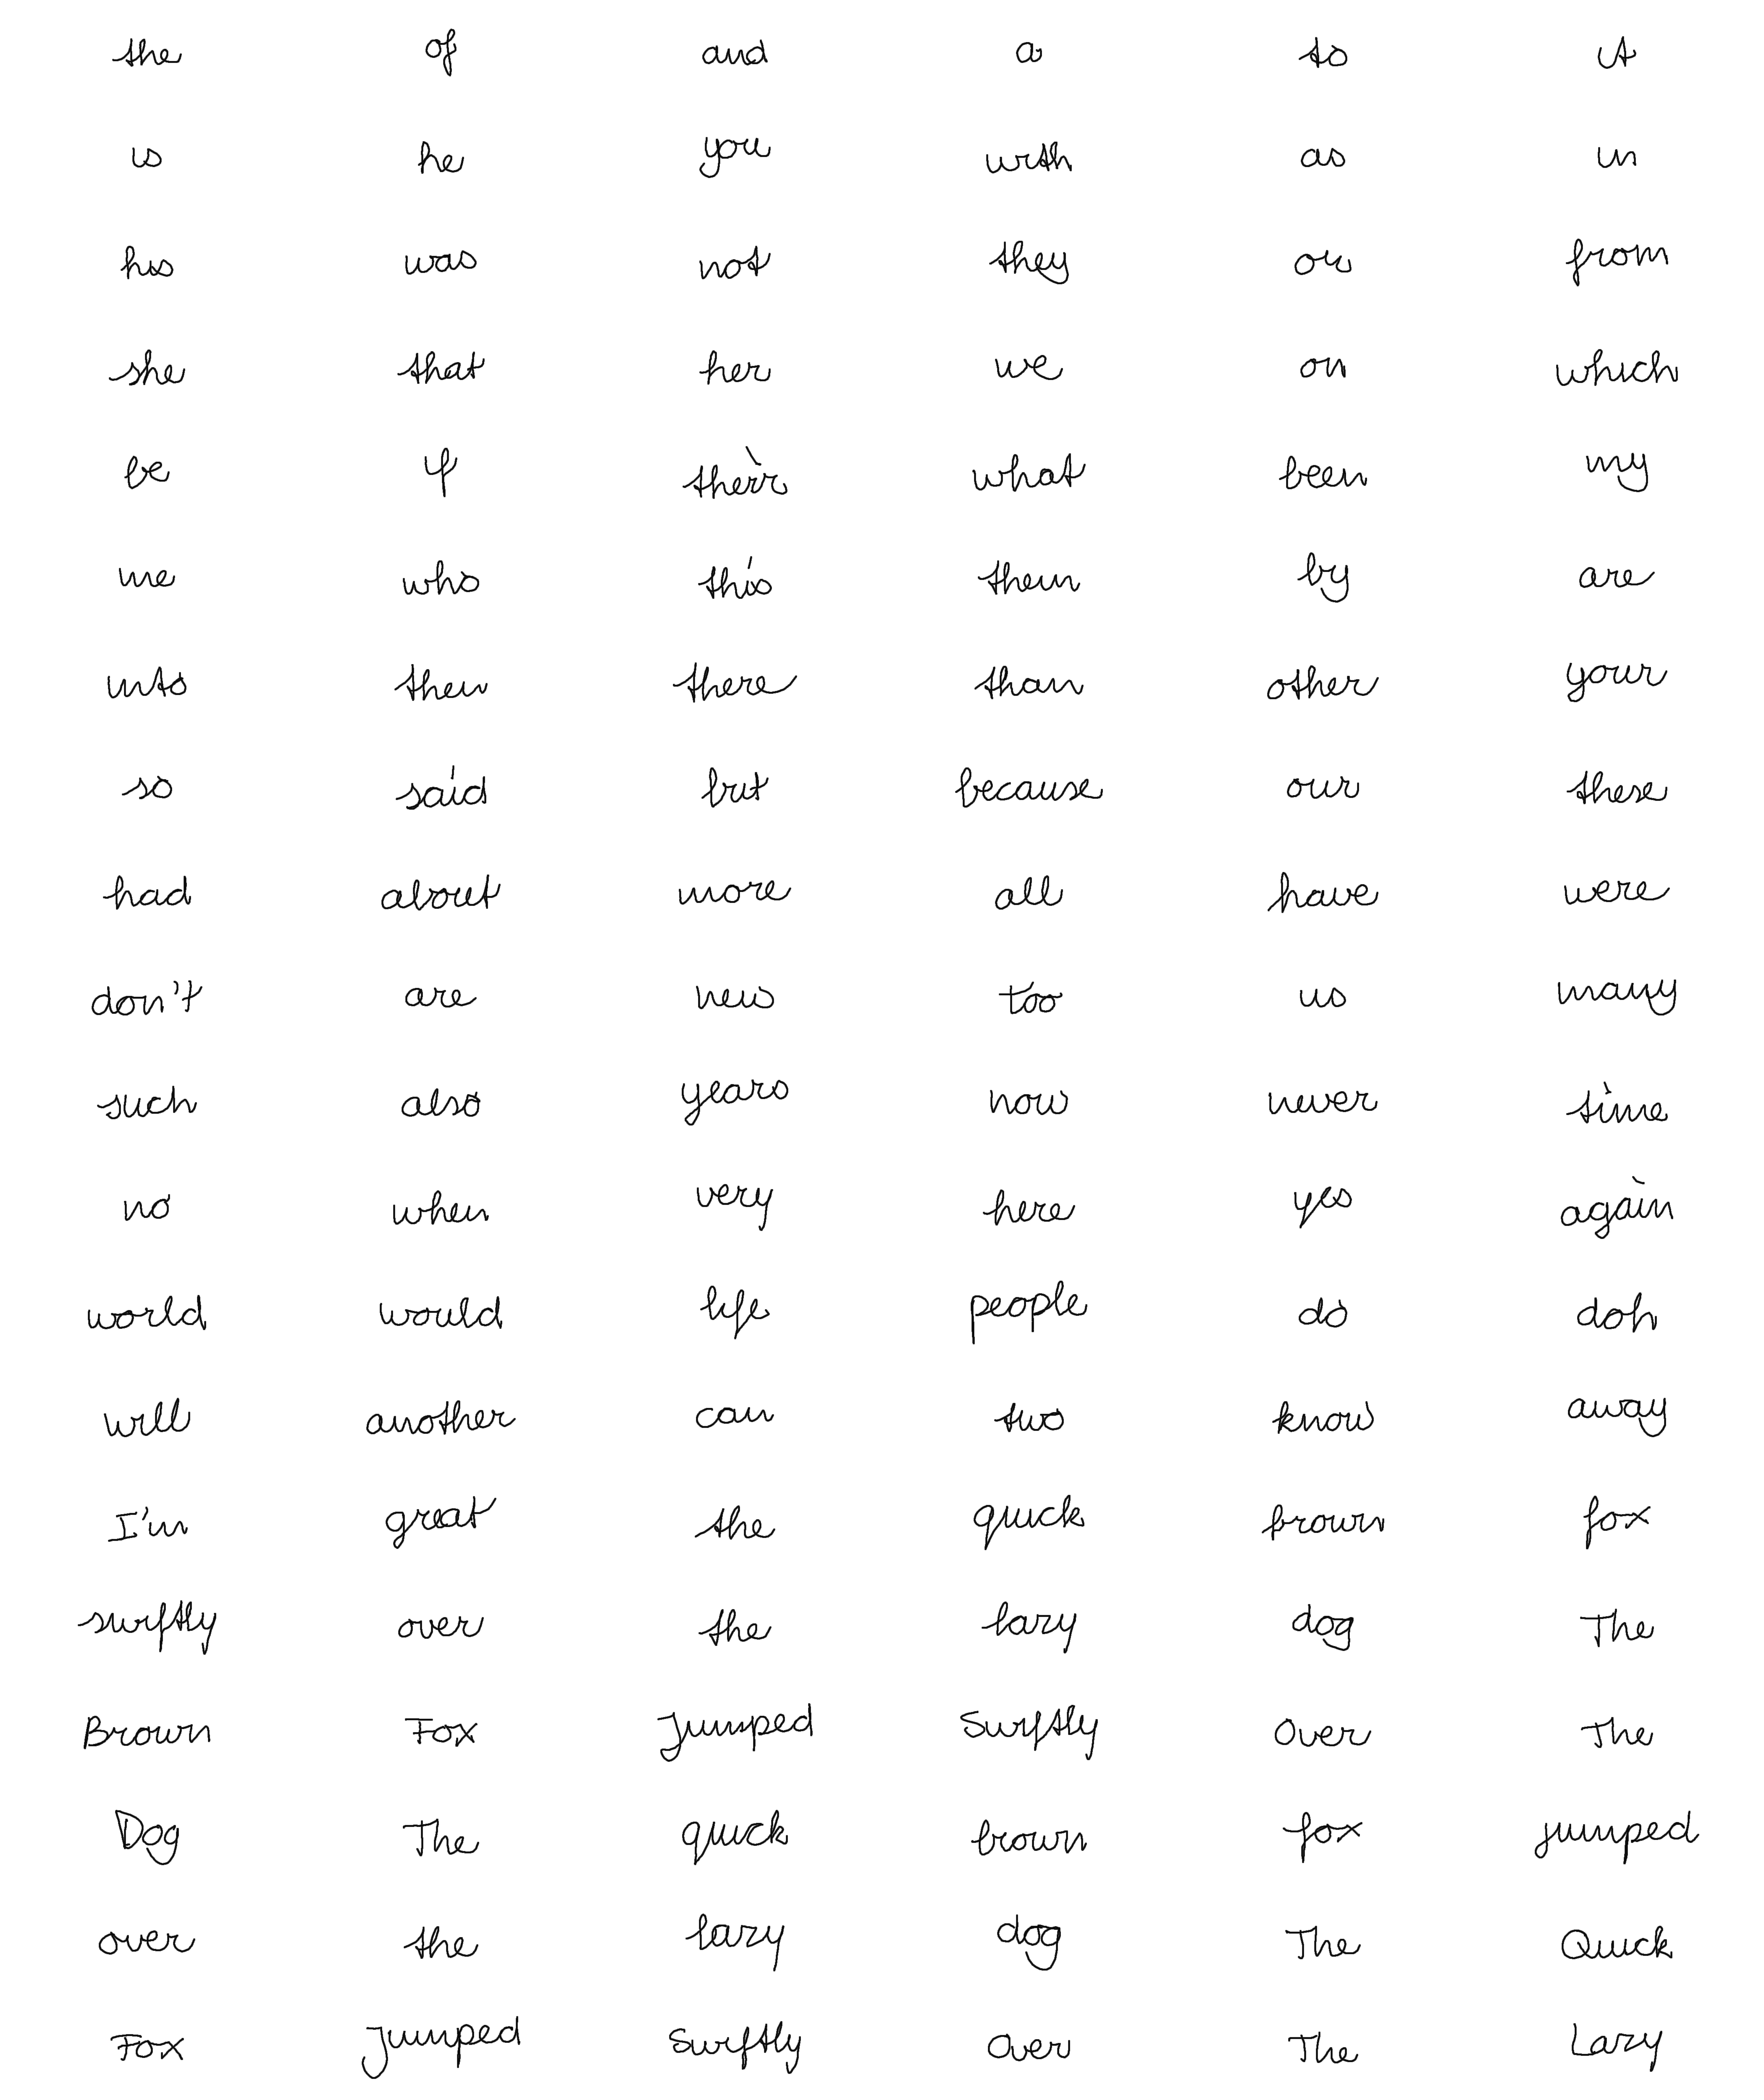 the of and a to it
is he you with as in
his was not they or from
she that her we on which
be if their what been my
me who this them by are
into then there than other your
so said but because our these
had about more all have were
don't are new too us many
such also years now never time
no when very here yes again
world would life people do doh
will another can two know away
I'm great the quick brown fox
swiftly over the lazy dog The
Brown Fox Jumped Swiftly Over The
Dog The quick brown fox jumped
over the lazy dog The Quick
Fox Jumped Swiftly Over The Lazy